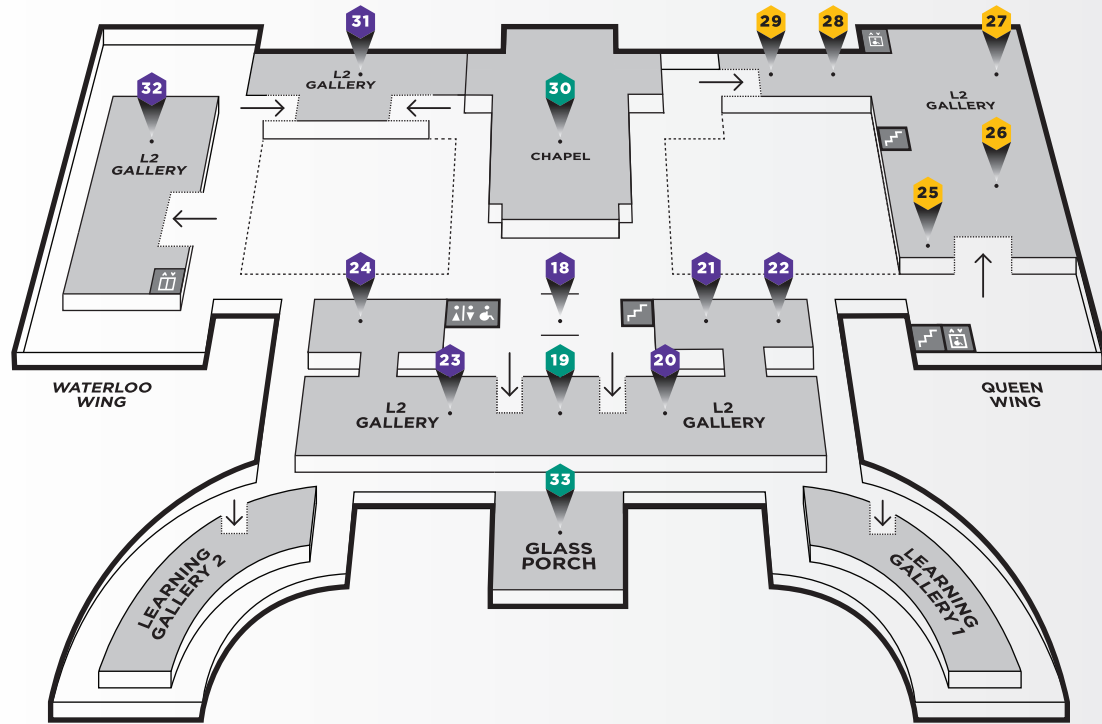 31
29
28
27
L2
GALLERY
32
30
L2
GALLERY
26
L2
GALLERY
CHAPEL
25
24
18
21
22
23
19
20
WATERLOO
WING
QUEEN
WING
L2
GALLERY
L2
GALLERY
33
GLASS
PORCH
LEARNING
GALLERY 2
LEARNING
GALLERY 1